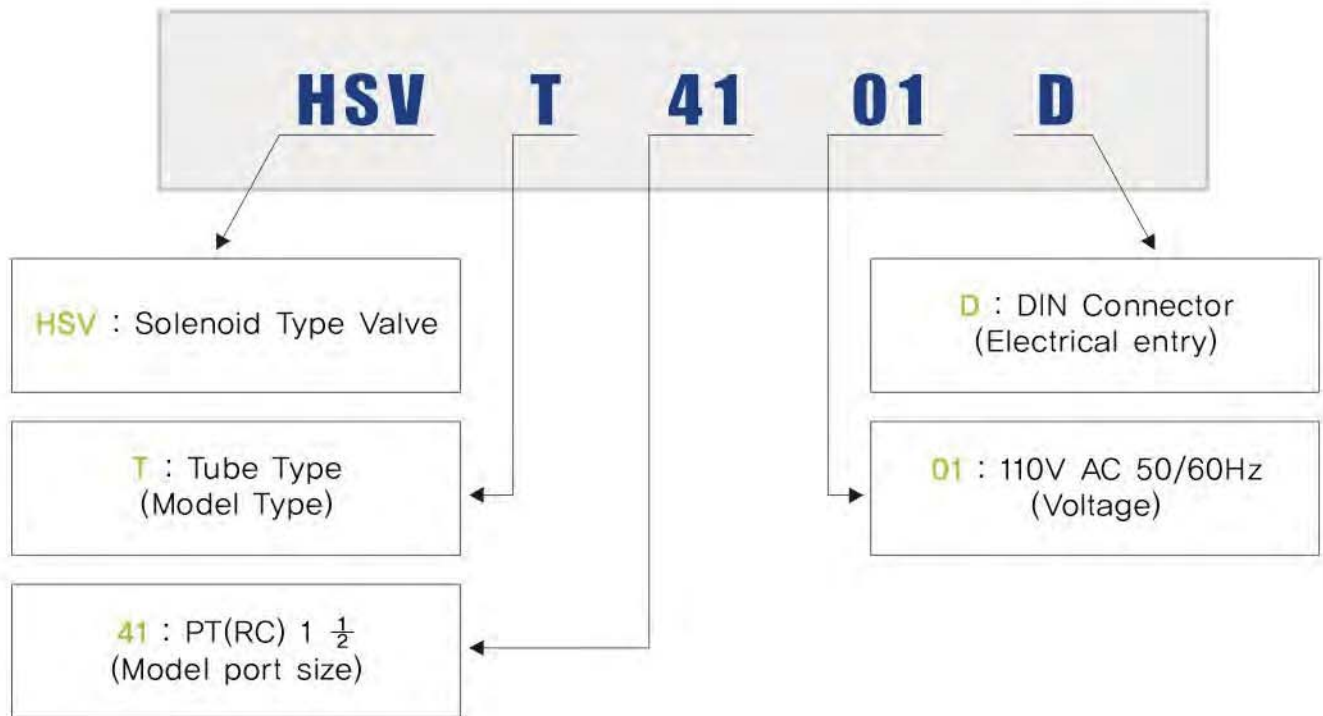 HSV T 41 01 D
HSV : Solenoid Type Valve
T : Tube Type
(Model Type)
41 : PT(RC) 1 1/2
(Model port size)
D : DIN Connector
(Electrical entry)
01 : 110V AC 50/60Hz
(Voltage)